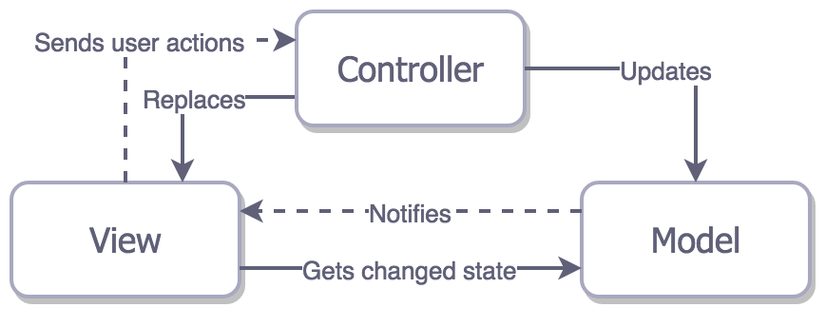 Sends user actions
Controller
Updates
Replaces
View
Notifies
Model
Gets changed state